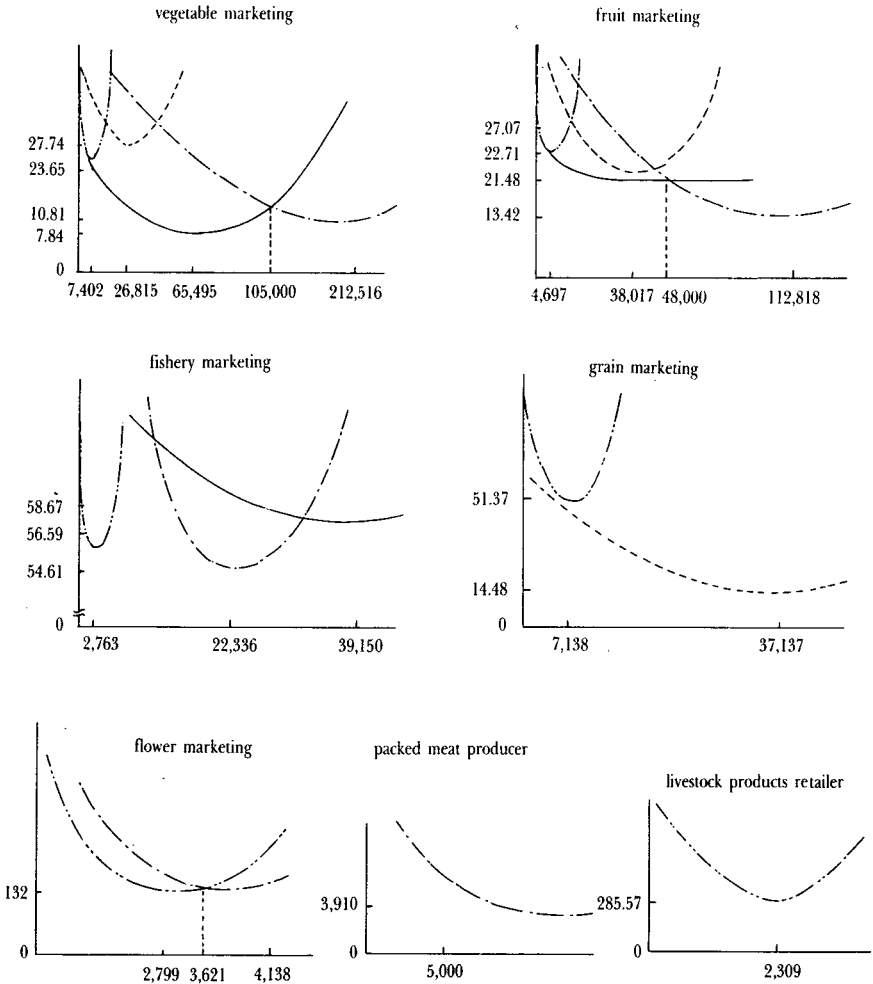 vegetable marketing
27.74
23.65
10.81
7.84
0
7,402 26,815 65,495 105,000 212,516
fruit marketing
27.07
22.71
21.48
13.42
4,697 38,017 48,000 112,818
fishery marketing
58.67
56.59
54.61
0
2,763 22,336 39,150
grain marketing
51.37
14.48
0
7,138 37,137
flower marketing
132
0
2,799 3,621 4,138
packed meat producer
3,910
0
5,000
livestock products retailer
285.57
0
2,309